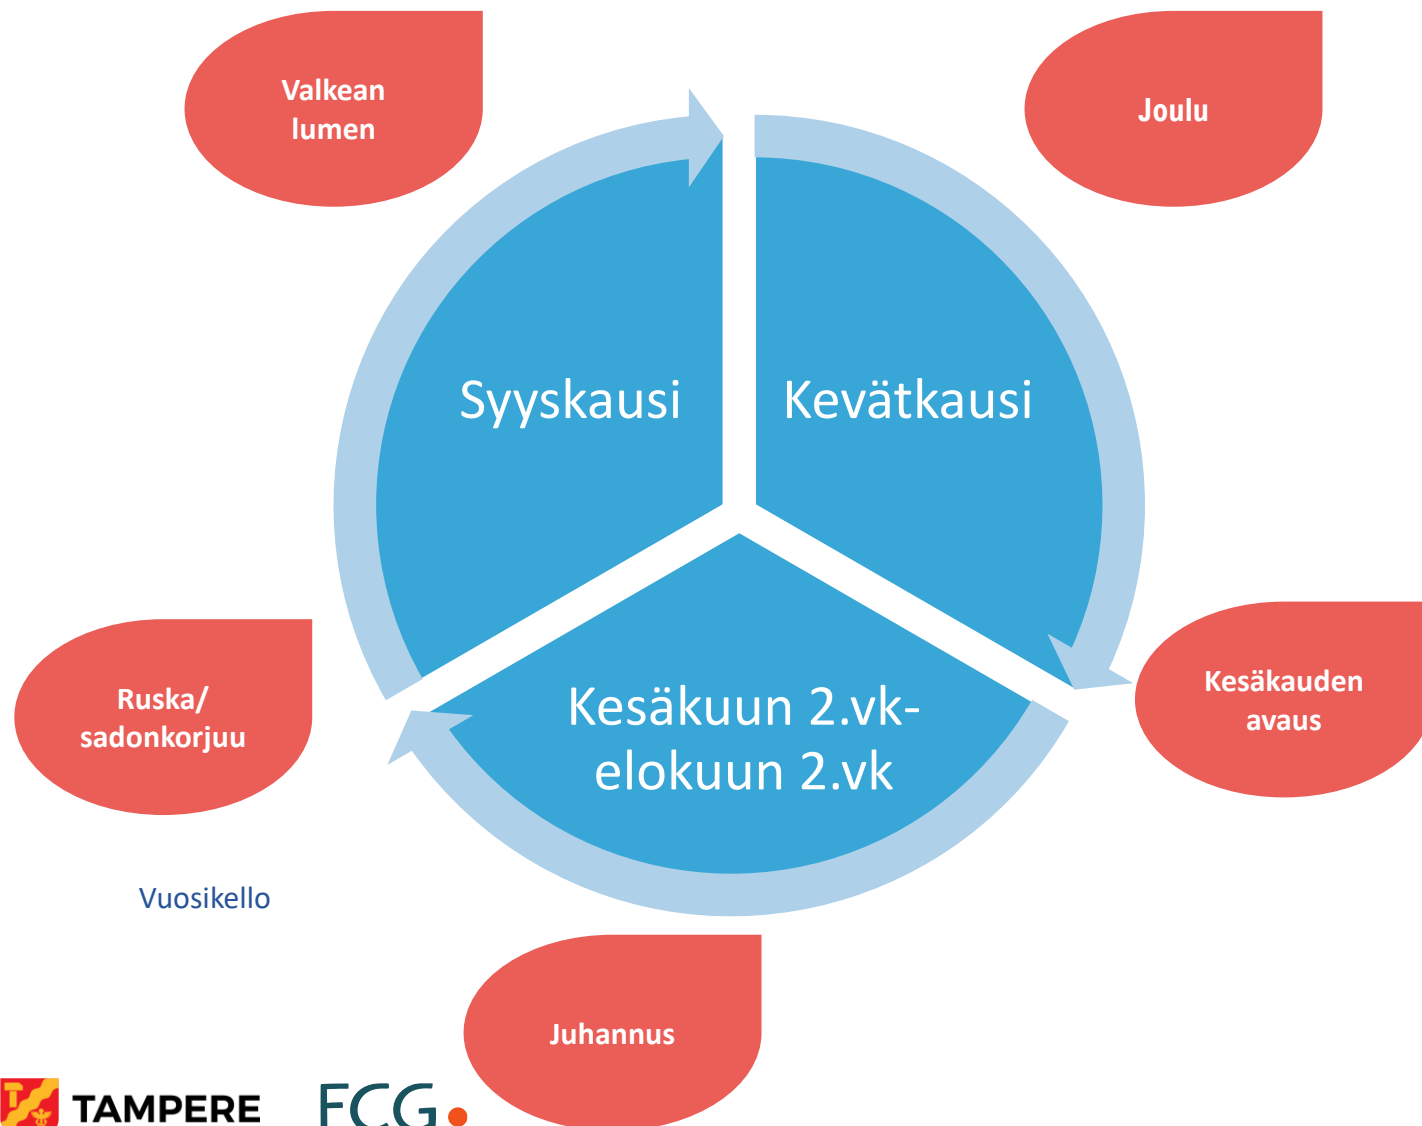 Valkean
lumen
Joulu
Syyskausi
Kevätkausi
Ruska/
sadonkorjuu
Kesäkuun 2.vk-
elokuun 2.vk
Kesäkauden
avaus
Vuosikello
Juhannus
TAMPERE
FCG.